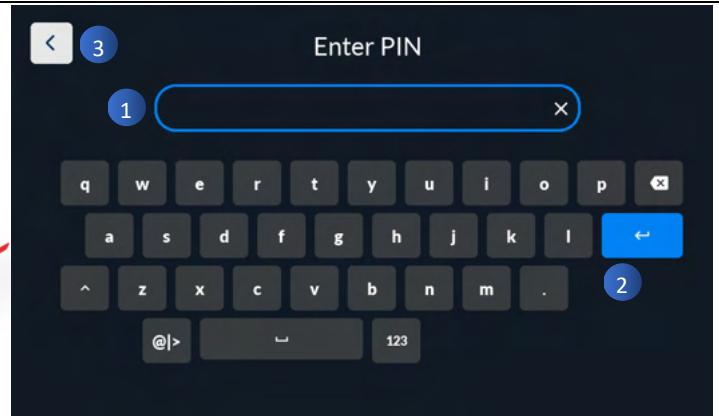 3 Enter PIN
1
q w e r t y u i o p
a s d f g h j k l
^ z x c v b n m .
2
@|> 123